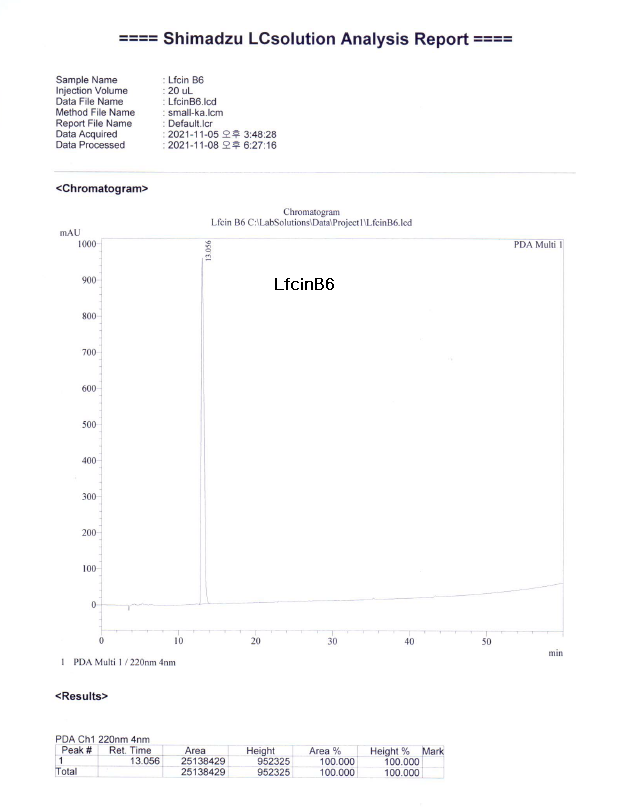 ==== Shimadzu LCsolution Analysis Report ====
Sample Name : Lfcin B6
Injection Volume : 20 uL
Data File Name : LfcinB6.lcd
Method File Name : small-ka.lcm
Report File Name : Default.lcr
Data Acquired : 2021-11-05 오후 3:48:28
Data Processed : 2021-11-08 오후 6:27:16
<Chromatogram>
Chromatogram
Lfcin B6 C:\LabSolutions\Data\Project1\LfcinB6.lcd
mAU
1000
13.056
PDA Multi 1
900
LfcinB6
800
700
600
500
400
300
200
100
0
0 10 20 30 40 50
min
1 PDA Multi 1 / 220nm 4nm
<Results>
PDA Ch1 220nm 4nm
Peak # Ret. Time Area Height Area % Height % Mark
1 13.056 25138429 952325 100.000 100.000
Total 25138429 952325 100.000 100.000